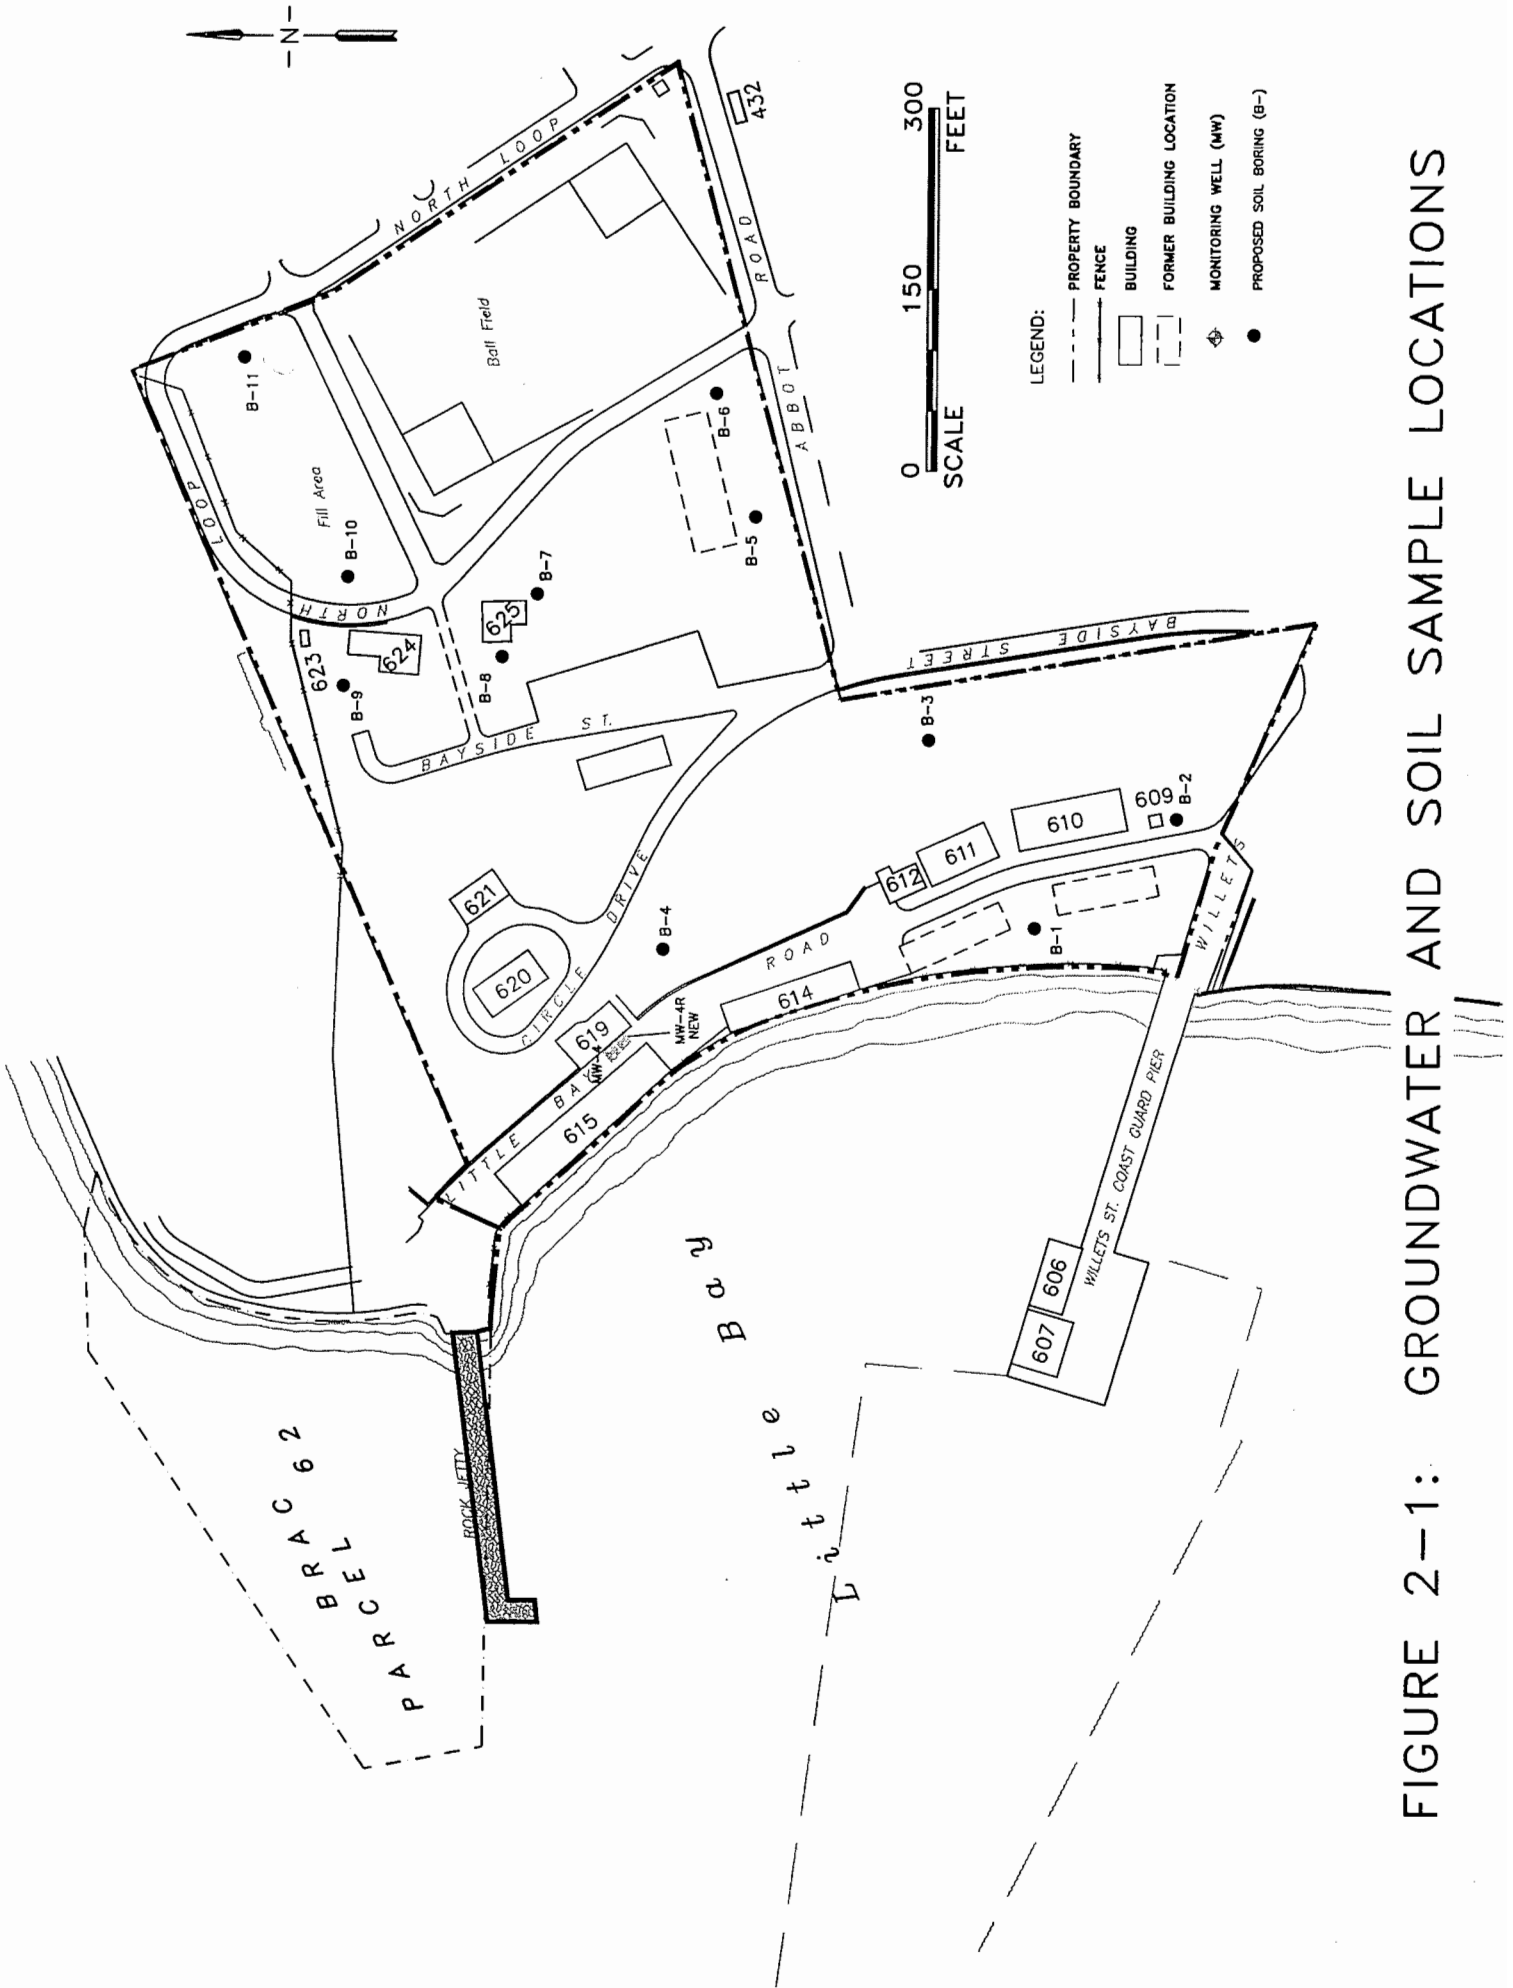 -N-
NORTH LOOP
432
Ball Field
B-11
LOOP
NORTH
Fill Area
B-10
ROAD
ABBOT
B-6
B-5
B-7
625
B-8
624
623
B-9
BAYSIDE ST.
BAYSIDE
STREET
B-3
621
620
CIRCLE DRIVE
B-4
619
MW-4R
NEW
LITTLE BAY ROAD
615
614
612
611
610
609
B-2
B-1
WILLETS
WILLETS ST. COAST GUARD PIER
606
607
Little Bay
ROCK JETTY
BRAC 62
PARCEL
0 150 300
SCALE FEET
LEGEND:
PROPERTY BOUNDARY
FENCE
BUILDING
FORMER BUILDING LOCATION
MONITORING WELL (MW)
PROPOSED SOIL BORING (B-)
FIGURE 2-1: GROUNDWATER AND SOIL SAMPLE LOCATIONS